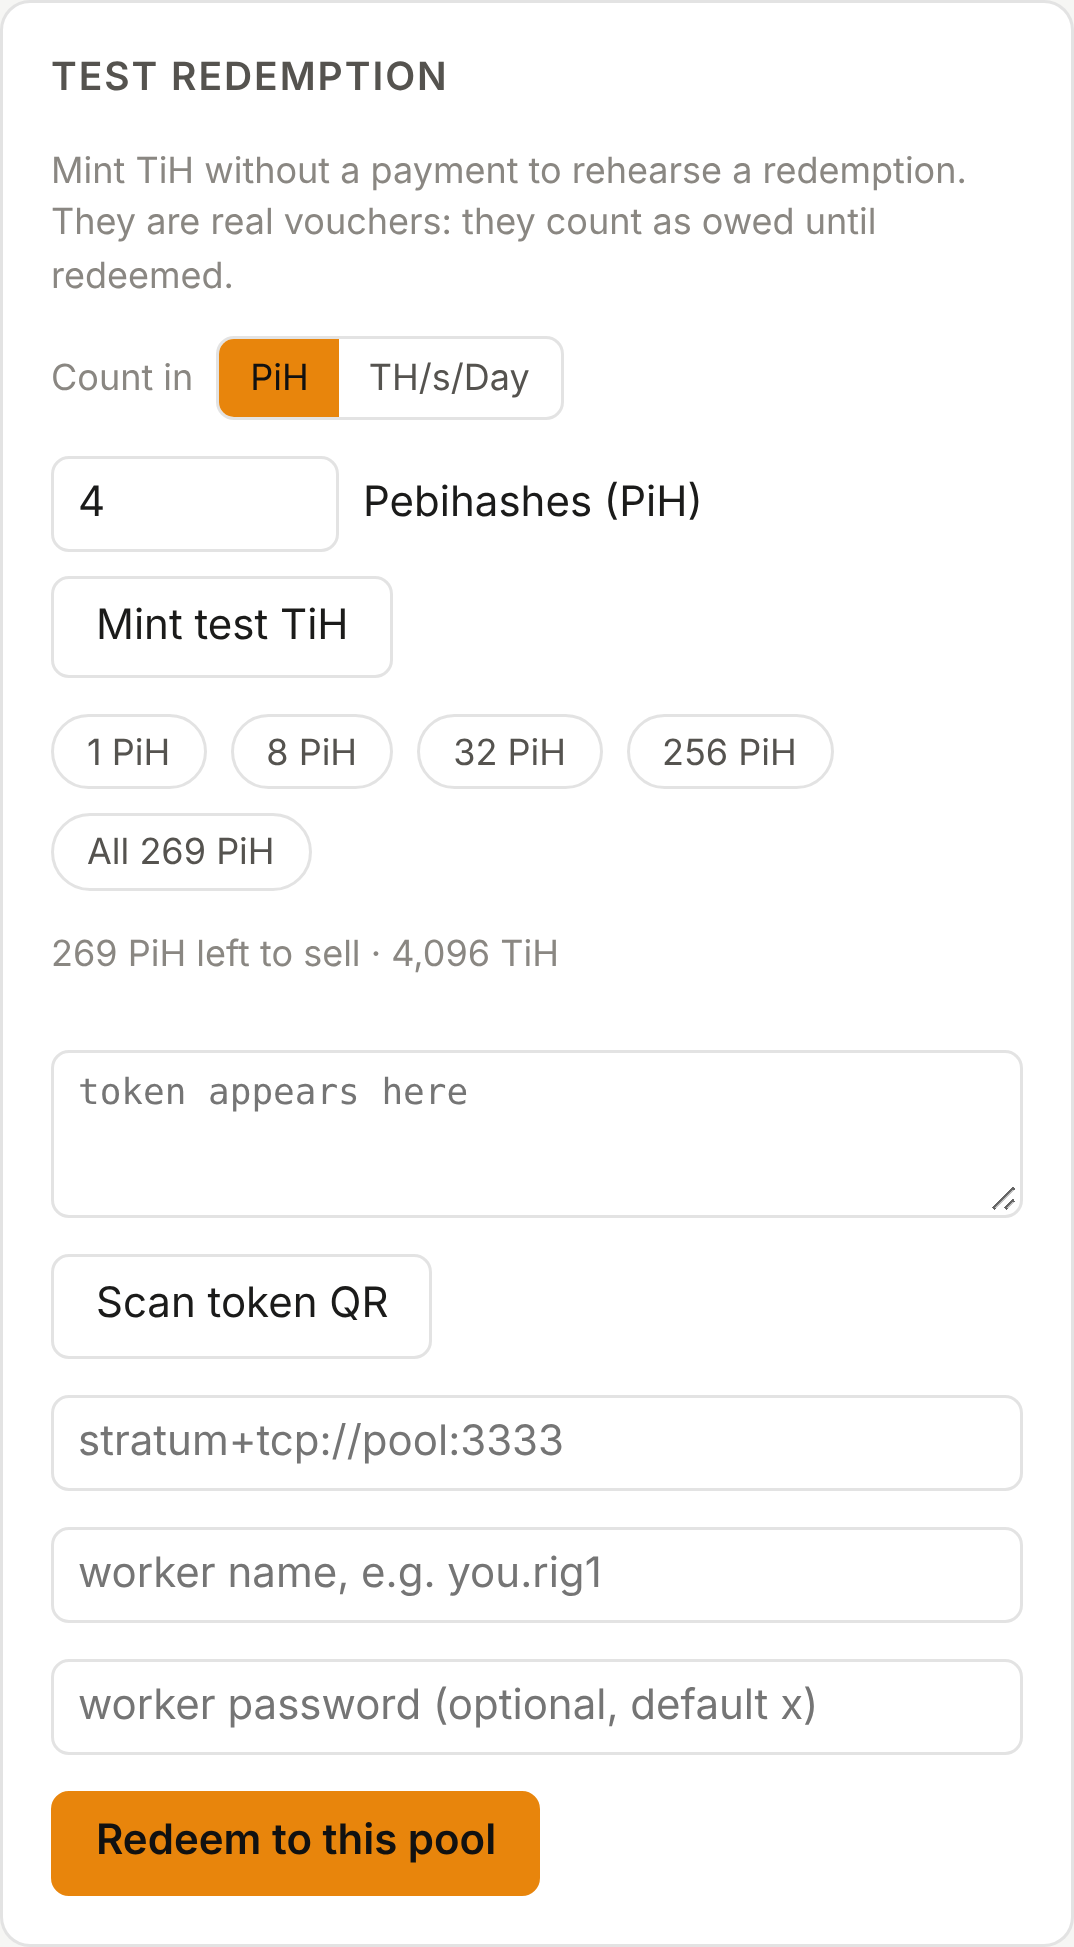 TEST REDEMPTION
Mint TiH without a payment to rehearse a redemption.
They are real vouchers: they count as owed until
redeemed.
Count in PiH TH/s/Day
4 Pebihashes (PiH)
Mint test TiH
1 PiH 8 PiH 32 PiH 256 PiH
All 269 PiH
269 PiH left to sell · 4,096 TiH
token appears here
Scan token QR
stratum+tcp://pool:3333
worker name, e.g. you.rig1
worker password (optional, default x)
Redeem to this pool